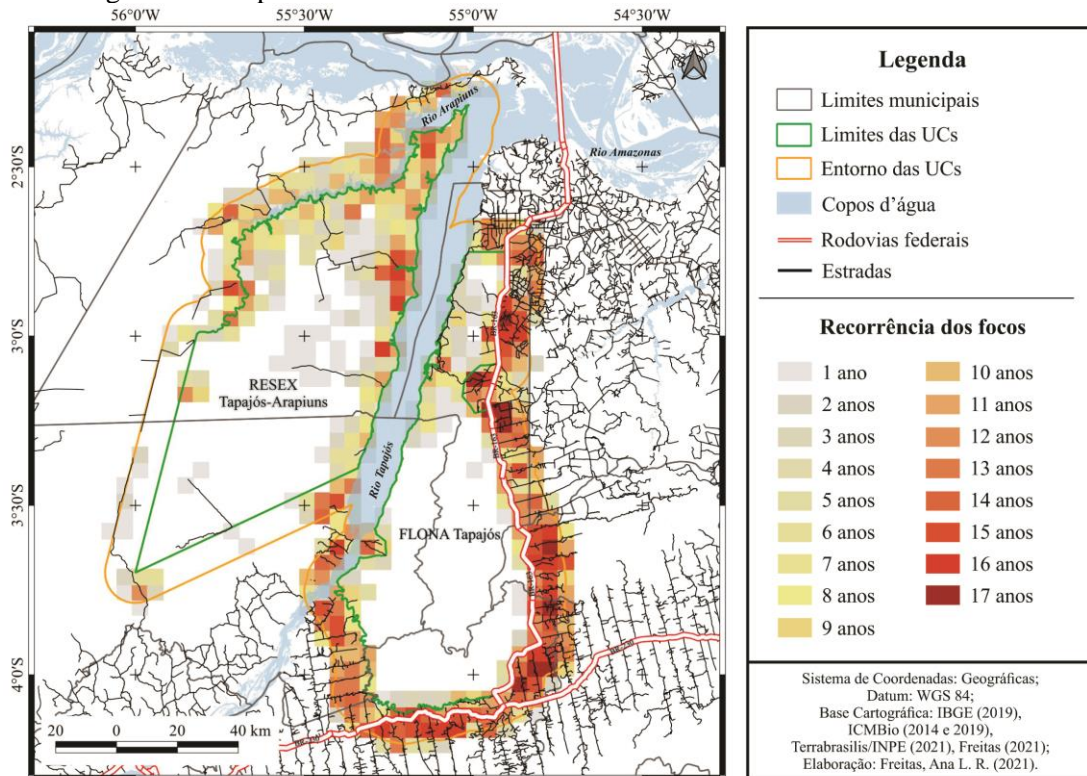 56°0'W 55°30'W 55°0'W 54°30'W
2°30'S
3°0'S
3°30'S
4°0'S
Rio Arapiuns
Rio Amazonas
RESEX
Tapajós-Arapiuns
Rio Tapajós
FLONA Tapajós
20 0 20 40 km
Legenda
Limites municipais
Limites das UCs
Entorno das UCs
Copos d'água
Rodovias federais
Estradas
Recorrência dos focos
1 ano
2 anos
3 anos
4 anos
5 anos
6 anos
7 anos
8 anos
9 anos
10 anos
11 anos
12 anos
13 anos
14 anos
15 anos
16 anos
17 anos
Sistema de Coordenadas: Geográficas;
Datum: WGS 84;
Base Cartográfica: IBGE (2019),
ICMBio (2014 e 2019),
Terrabrasilis/INPE (2021), Freitas (2021);
Elaboração: Freitas, Ana L. R. (2021).